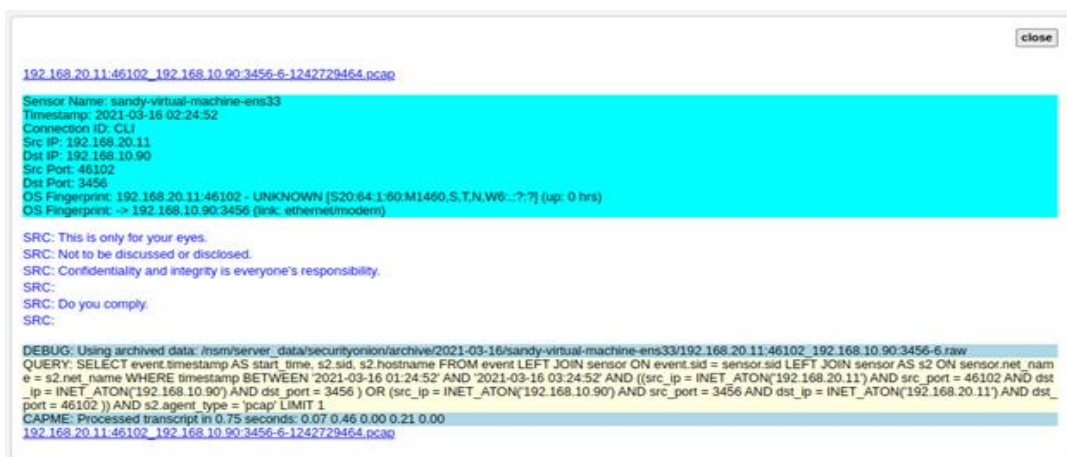 close
192.168.20.11:46102_192.168.10.90:3456-6-1242729464.pcap
Sensor Name: sandy-virtual-machine-ens33
Timestamp: 2021-03-16 02:24:52
Connection ID: CLI
Src IP: 192.168.20.11
Dst IP: 192.168.10.90
Src Port: 46102
Dst Port: 3456
OS Fingerprint: 192.168.20.11:46102 - UNKNOWN [S20:64:1:60:M1460,S,T,N,W6:.:?:?] (up: 0 hrs)
OS Fingerprint: -> 192.168.10.90:3456 (link: ethernet/modem)
SRC: This is only for your eyes.
SRC: Not to be discussed or disclosed.
SRC: Confidentiality and integrity is everyone's responsibility.
SRC:
SRC: Do you comply.
SRC:
DEBUG: Using archived data: /nsm/server_data/securityonion/archive/2021-03-16/sandy-virtual-machine-ens33/192.168.20.11:46102_192.168.10.90:3456-6.raw
QUERY: SELECT event.timestamp AS start_time, s2.sid, s2.hostname FROM event LEFT JOIN sensor ON event.sid = sensor.sid LEFT JOIN sensor AS s2 ON sensor.net_nam
e = s2.net_name WHERE timestamp BETWEEN '2021-03-16 01:24:52' AND '2021-03-16 03:24:52' AND ((src_ip = INET_ATON('192.168.20.11') AND src_port = 46102 AND dst
_ip = INET_ATON('192.168.10.90') AND dst_port = 3456 ) OR (src_ip = INET_ATON('192.168.10.90') AND src_port = 3456 AND dst_ip = INET_ATON('192.168.20.11') AND dst_
port = 46102 )) AND s2.agent_type = 'pcap' LIMIT 1
CAPME: Processed transcript in 0.75 seconds: 0.07 0.46 0.00 0.21 0.00
192.168.20.11:46102_192.168.10.90:3456-6-1242729464.pcap